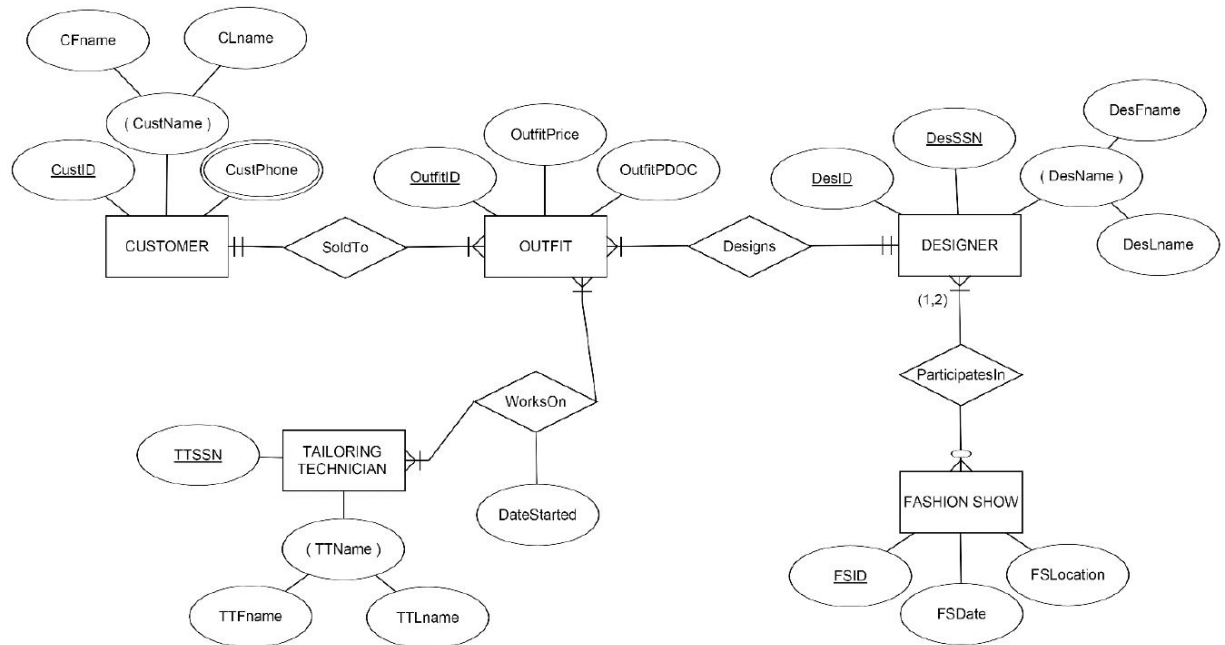 CFname
CLname
( CustName )
CustID
CustPhone
CUSTOMER
SoldTo
OutfitPrice
OutfitID
OutfitPDOC
OUTFIT
Designs
DesFname
DesSSN
DesID
( DesName )
DesLname
DESIGNER
(1,2)
ParticipatesIn
WorksOn
TTSSN
TAILORING
TECHNICIAN
DateStarted
( TTName )
TTFname
TTLname
FASHION SHOW
FSID
FSLocation
FSDate